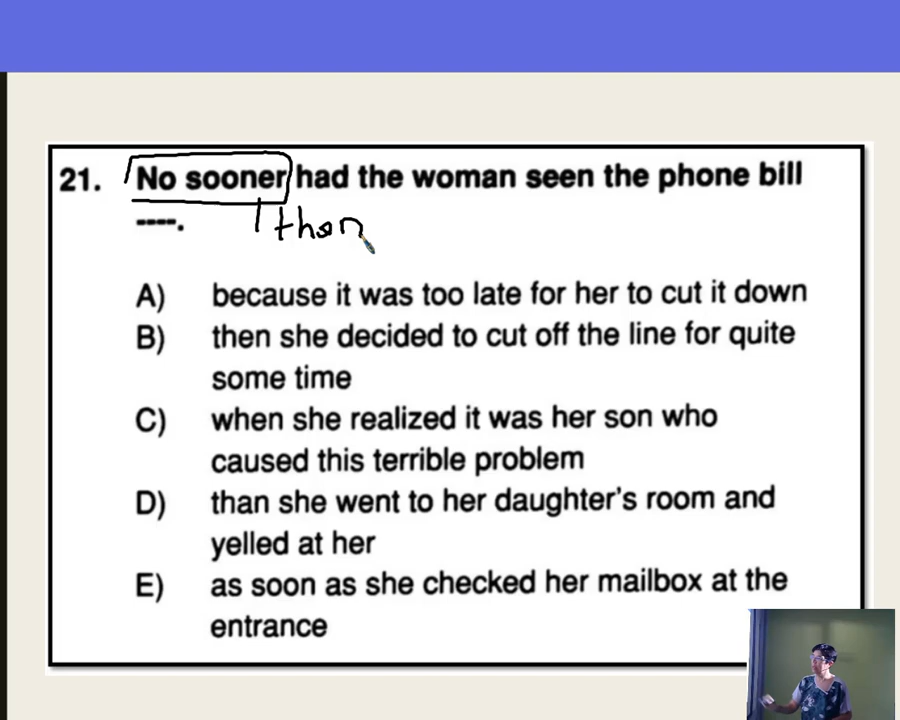 21. No sooner had the woman seen the phone bill
----. than
A) because it was too late for her to cut it down
B) then she decided to cut off the line for quite
some time
C) when she realized it was her son who
caused this terrible problem
D) than she went to her daughter's room and
yelled at her
E) as soon as she checked her mailbox at the
entrance